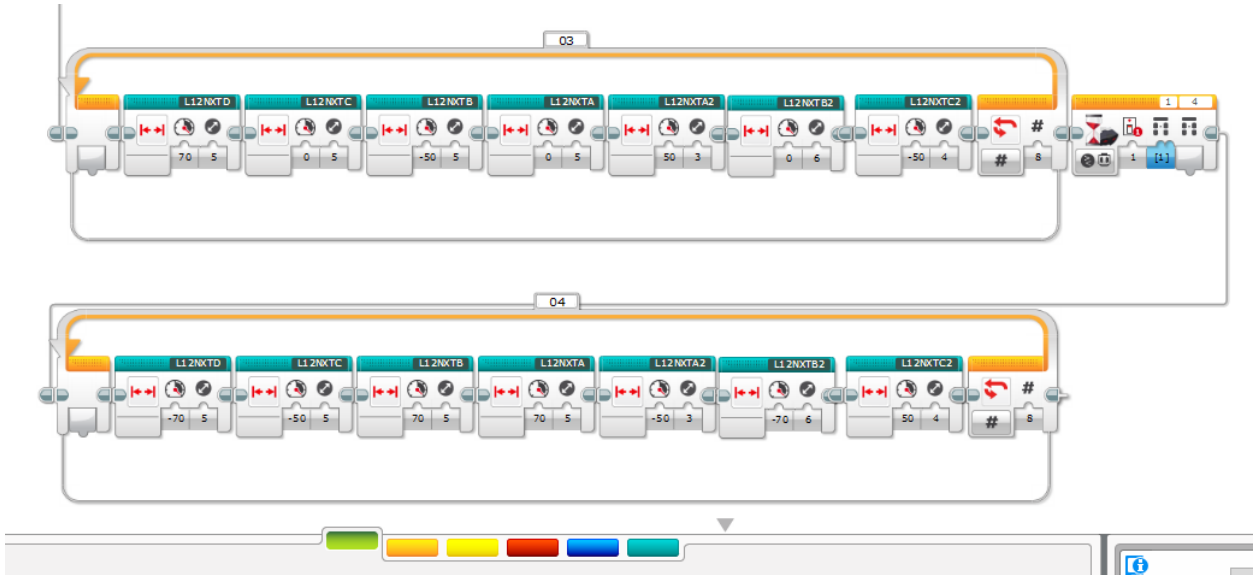 03
L12NXTD L12NXTC L12NXTB L12NXTA L12NXTA2 L12NXTB2 L12NXTC2 1 4
#
70 5 0 5 -50 5 0 5 50 3 0 6 -50 4 # 8 1 [1]
04
L12NXTD L12NXTC L12NXTB L12NXTA L12NXTA2 L12NXTB2 L12NXTC2
#
-70 5 -50 5 70 5 70 5 -50 3 -70 6 50 4 # 8